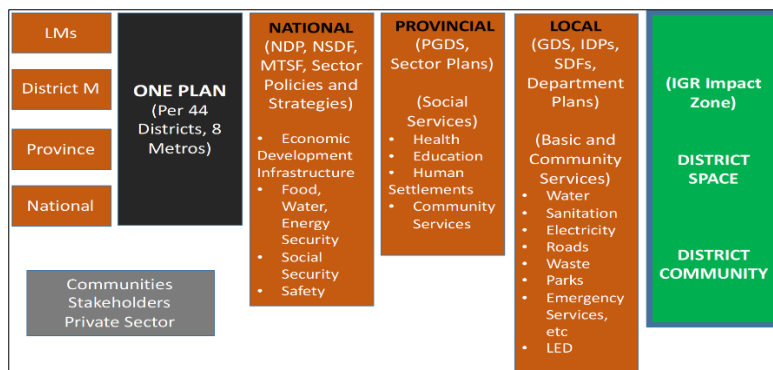 LMs
District M
Province
National
ONE PLAN
(Per 44
Districts, 8
Metros)
Communities
Stakeholders
Private Sector
NATIONAL
(NDP, NSDF,
MTSF, Sector
Policies and
Strategies)
• Economic
Development
Infrastructure
• Food,
Water,
Energy
Security
• Social
Security
• Safety
PROVINCIAL
(PGDS,
Sector Plans)
(Social
Services)
• Health
• Education
• Human
Settlements
• Community
Services
LOCAL
(GDS, IDPs,
SDFs,
Department
Plans)
(Basic and
Community
Services)
• Water
• Sanitation
• Electricity
• Roads
• Waste
• Parks
• Emergency
Services,
etc
• LED
(IGR Impact
Zone)
DISTRICT
SPACE
DISTRICT
COMMUNITY